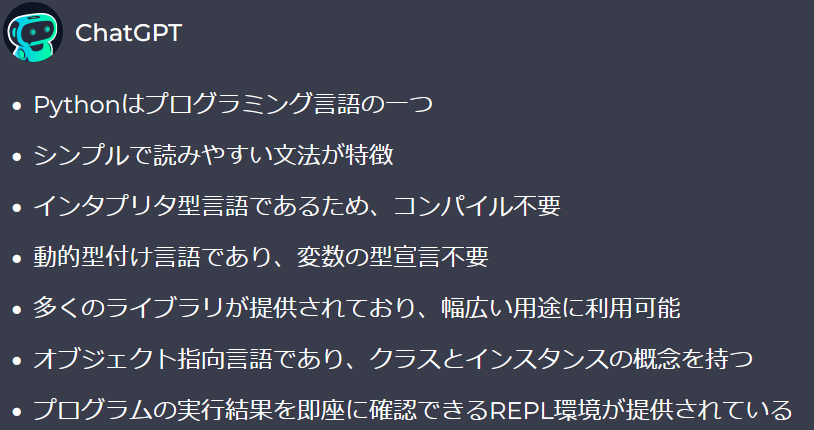 ChatGPT
• Pythonはプログラミング言語の一つ
• シンプルで読みやすい文法が特徴
• インタプリタ型言語であるため、コンパイル不要
• 動的型付け言語であり、変数の型宣言不要
• 多くのライブラリが提供されており、幅広い用途に利用可能
• オブジェクト指向言語であり、クラスとインスタンスの概念を持つ
• プログラムの実行結果を即座に確認できるREPL環境が提供されている